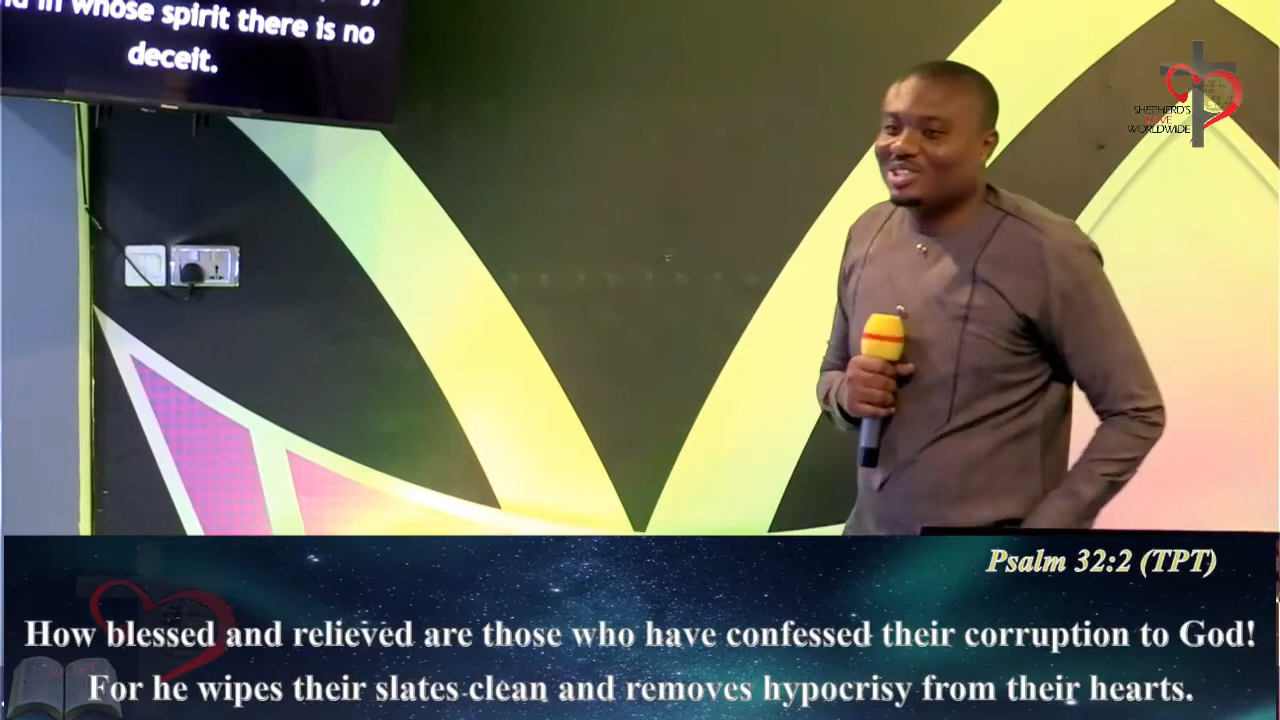 in whose spirit there is no
deceit.
SHEPHERD'S
LOVE
WORLDWIDE
Psalm 32:2 (TPT)
How blessed and relieved are those who have confessed their corruption to God!
For he wipes their slates clean and removes hypocrisy from their hearts.